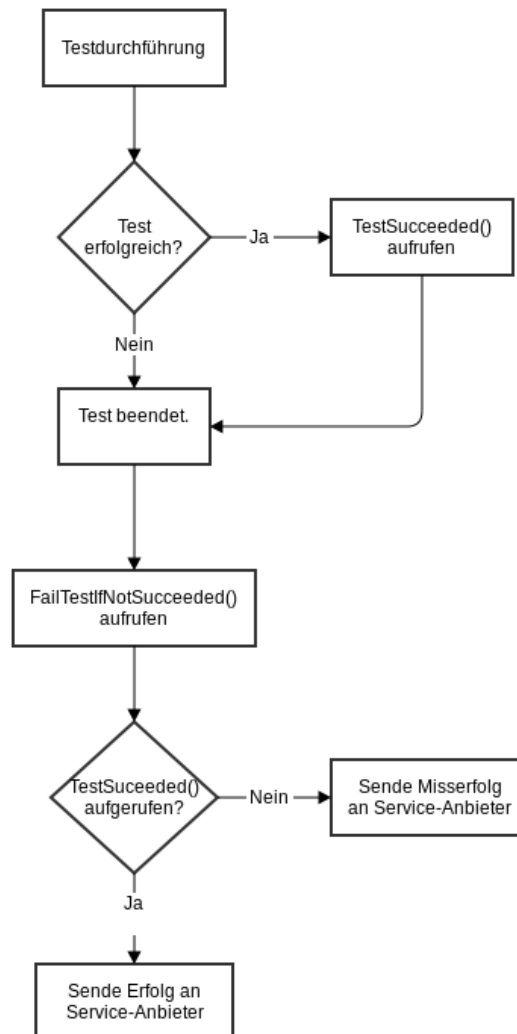 Testdurchführung
Test
erfolgreich?
Ja
TestSucceeded()
aufrufen
Nein
Test beendet.
FailTestIfNotSucceeded()
aufrufen
TestSuceeded()
aufgerufen?
Nein
Sende Misserfolg
an Service-Anbieter
Ja
Sende Erfolg an
Service-Anbieter